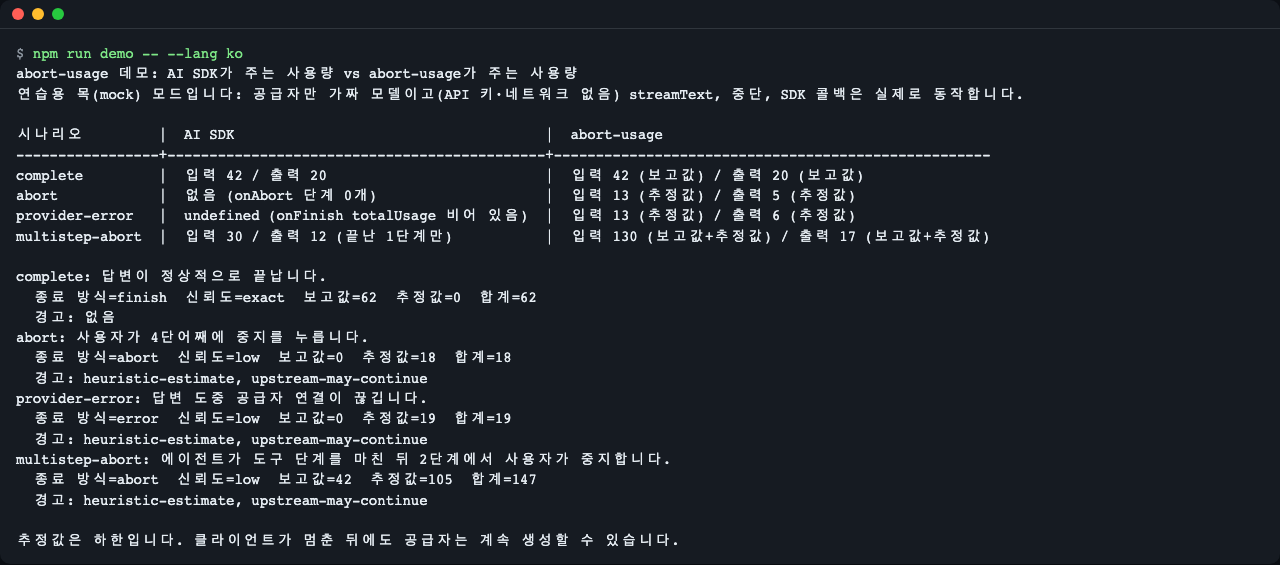 $ npm run demo -- --lang ko
abort-usage 데모: AI SDK가 주는 사용량 vs abort-usage가 주는 사용량
연습용 목(mock) 모드입니다: 공급자만 가짜 모델이고(API 키·네트워크 없음) streamText, 중단, SDK 콜백은 실제로 동작합니다.
시나리오 | AI SDK | abort-usage
-----------------+---------------------------------------------+----------------------------------------------------
complete | 입력 42 / 출력 20 | 입력 42 (보고값) / 출력 20 (보고값)
abort | 없음 (onAbort 단계 0개) | 입력 13 (추정값) / 출력 5 (추정값)
provider-error | undefined (onFinish totalUsage 비어 있음) | 입력 13 (추정값) / 출력 6 (추정값)
multistep-abort | 입력 30 / 출력 12 (끝난 1단계만) | 입력 130 (보고값+추정값) / 출력 17 (보고값+추정값)
complete: 답변이 정상적으로 끝납니다.
종료 방식=finish 신뢰도=exact 보고값=62 추정값=0 합계=62
경고: 없음
abort: 사용자가 4단어째에 중지를 누릅니다.
종료 방식=abort 신뢰도=low 보고값=0 추정값=18 합계=18
경고: heuristic-estimate, upstream-may-continue
provider-error: 답변 도중 공급자 연결이 끊깁니다.
종료 방식=error 신뢰도=low 보고값=0 추정값=19 합계=19
경고: heuristic-estimate, upstream-may-continue
multistep-abort: 에이전트가 도구 단계를 마친 뒤 2단계에서 사용자가 중지합니다.
종료 방식=abort 신뢰도=low 보고값=42 추정값=105 합계=147
경고: heuristic-estimate, upstream-may-continue
추정값은 하한입니다. 클라이언트가 멈춘 뒤에도 공급자는 계속 생성할 수 있습니다.